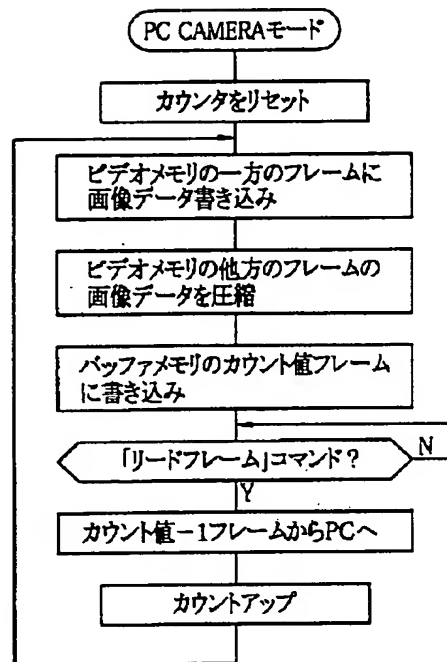 PC CAMERAモード
カウンタをリセット
ビデオメモリの一方のフレームに
画像データ書き込み
ビデオメモリの他方のフレームの
画像データを圧縮
バッファメモリのカウント値フレーム
に書き込み
「リードフレーム」コマンド？
N
Y
カウント値－1フレームからPCへ
カウントアップ